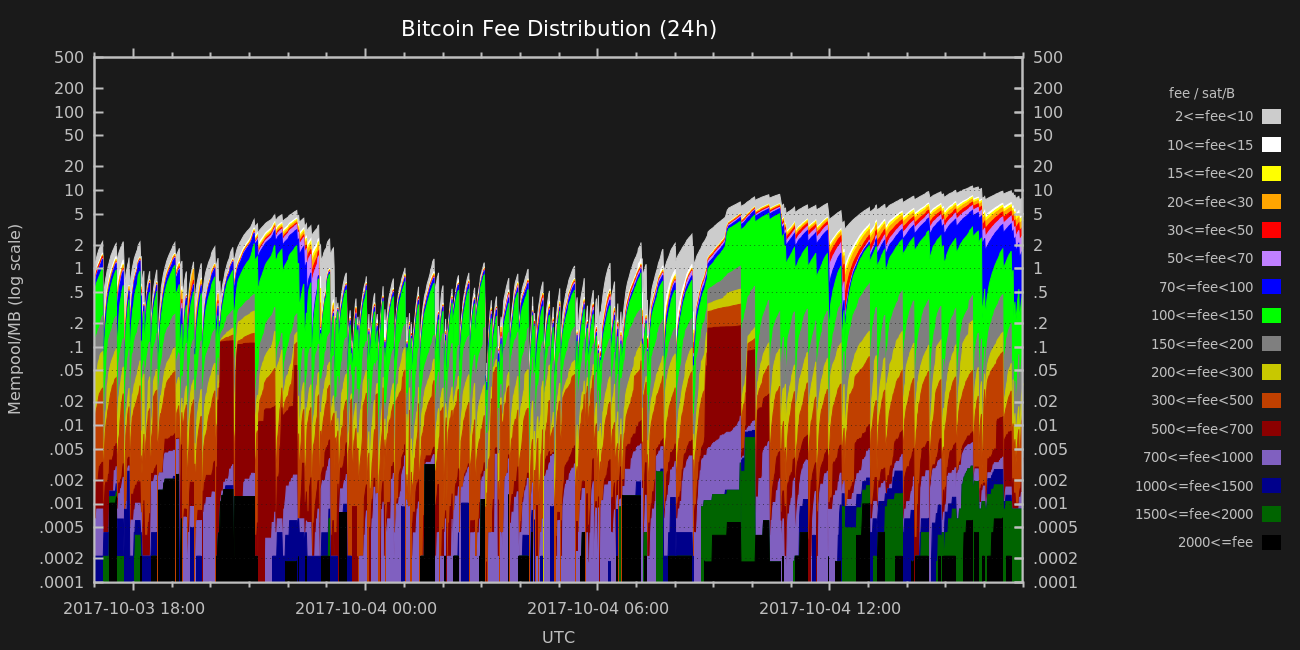 Bitcoin Fee Distribution (24h)
Mempool/MB (log scale)
500
200
100
50
20
10
5
2
1
.5
.2
.1
.05
.02
.01
.005
.002
.001
.0005
.0002
.0001
500
200
100
50
20
10
5
2
1
.5
.2
.1
.05
.02
.01
.005
.002
.001
.0005
.0002
.0001
2017-10-03 18:00
2017-10-04 00:00
2017-10-04 06:00
2017-10-04 12:00
UTC
fee / sat/B
2<=fee<10
10<=fee<15
15<=fee<20
20<=fee<30
30<=fee<50
50<=fee<70
70<=fee<100
100<=fee<150
150<=fee<200
200<=fee<300
300<=fee<500
500<=fee<700
700<=fee<1000
1000<=fee<1500
1500<=fee<2000
2000<=fee